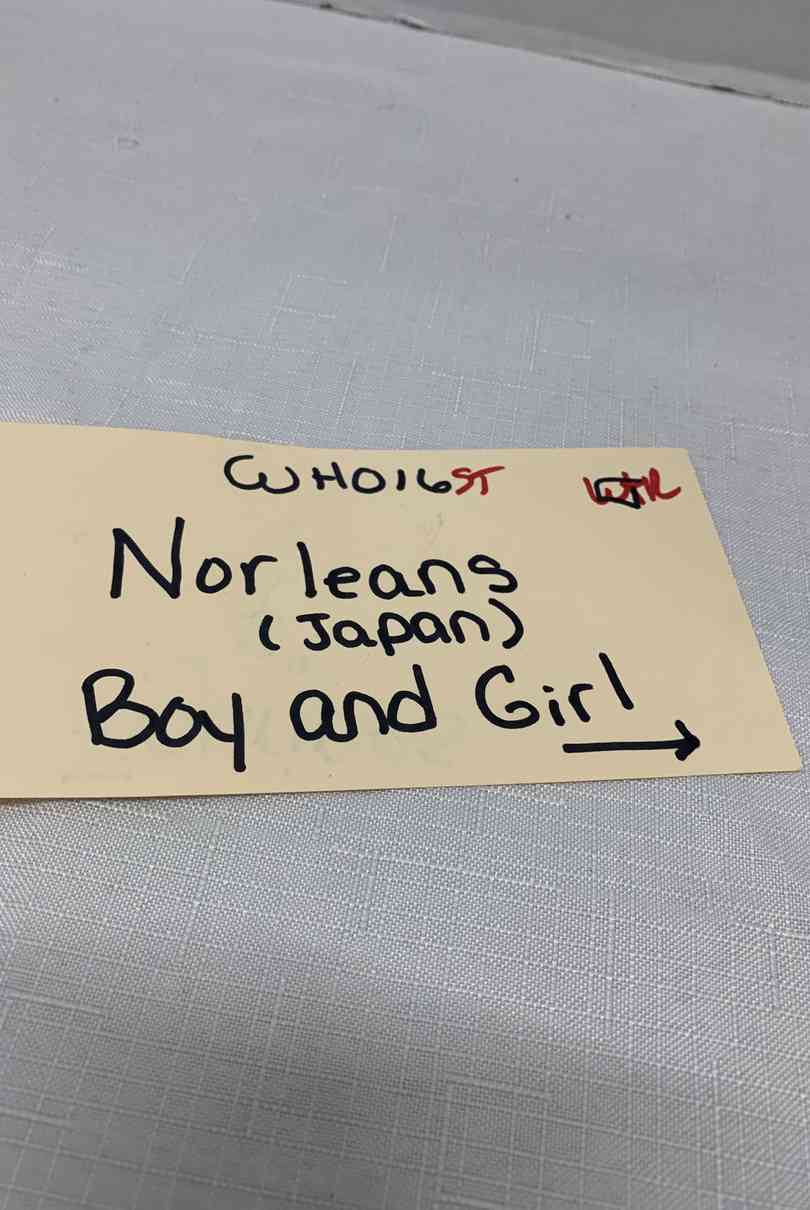 WH016ST
Norleans
(Japan)
Boy and Girl